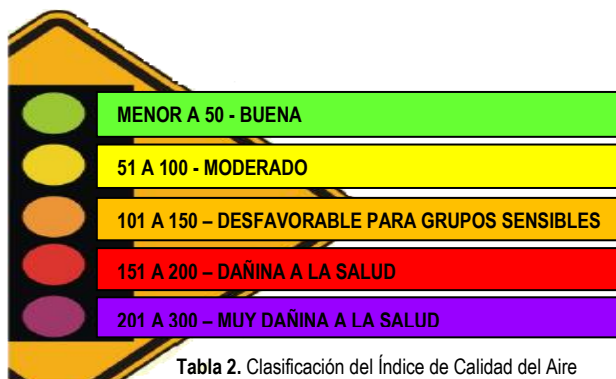 MENOR A 50 - BUENA
51 A 100 - MODERADO
101 A 150 – DESFAVORABLE PARA GRUPOS SENSIBLES
151 A 200 – DAÑINA A LA SALUD
201 A 300 – MUY DAÑINA A LA SALUD
Tabla 2. Clasificación del Índice de Calidad del Aire